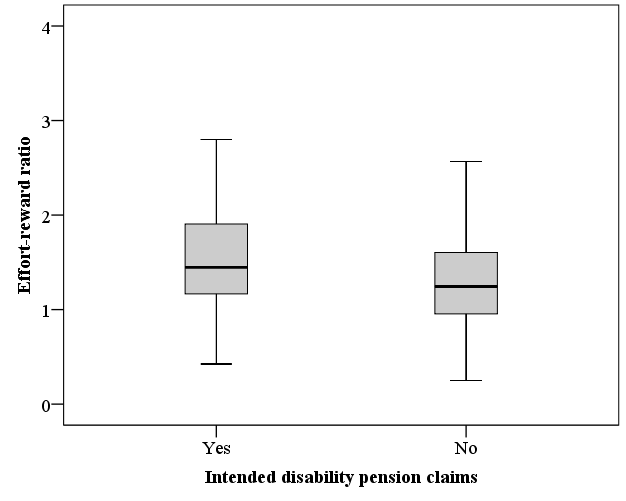 4
3
2
1
0
Effort-reward ratio
Yes
No
Intended disability pension claims